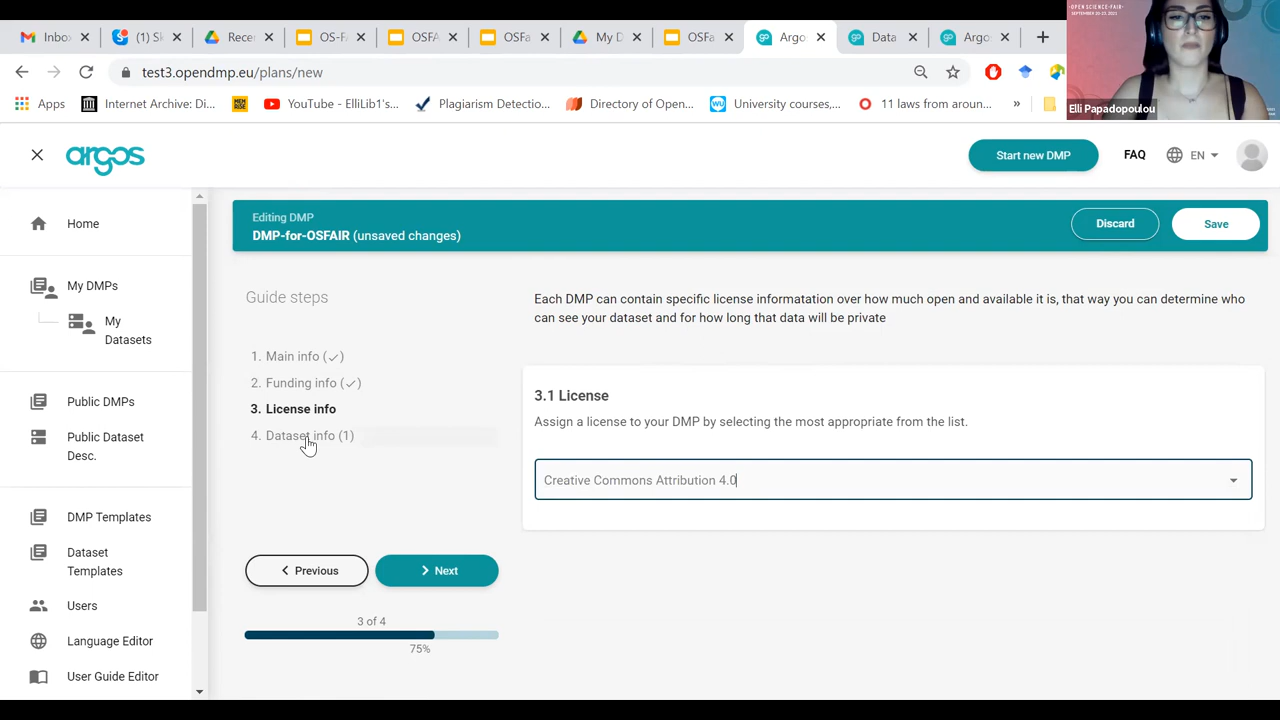 Inbo
(1) Sk
Rece
OS-F
OSFA
OSFa
My D
OSFa
Argo
Data
Argo
OPEN SCIENCE FAIR
test3.opendmp.eu/plans/new
Apps
Internet Archive: Di...
YouTube - ElliLib1's...
Plagiarism Detectio...
Directory of Open...
WU
University courses,...
11 laws from aroun...
»
Elli Papadopoulou
argos
Start new DMP
FAQ
EN
Home
My DMPs
My
Datasets
Public DMPs
Public Dataset
Desc.
DMP Templates
Dataset
Templates
Users
Language Editor
User Guide Editor
Editing DMP
DMP-for-OSFAIR (unsaved changes)
Discard
Save
Guide steps
1. Main info (✓)
2. Funding info (✓)
3. License info
4. Dataset info (1)
Previous
Next
3 of 4
75%
Each DMP can contain specific license informatation over how much open and available it is, that way you can determine who
can see your dataset and for how long that data will be private
3.1 License
Assign a license to your DMP by selecting the most appropriate from the list.
Creative Commons Attribution 4.0